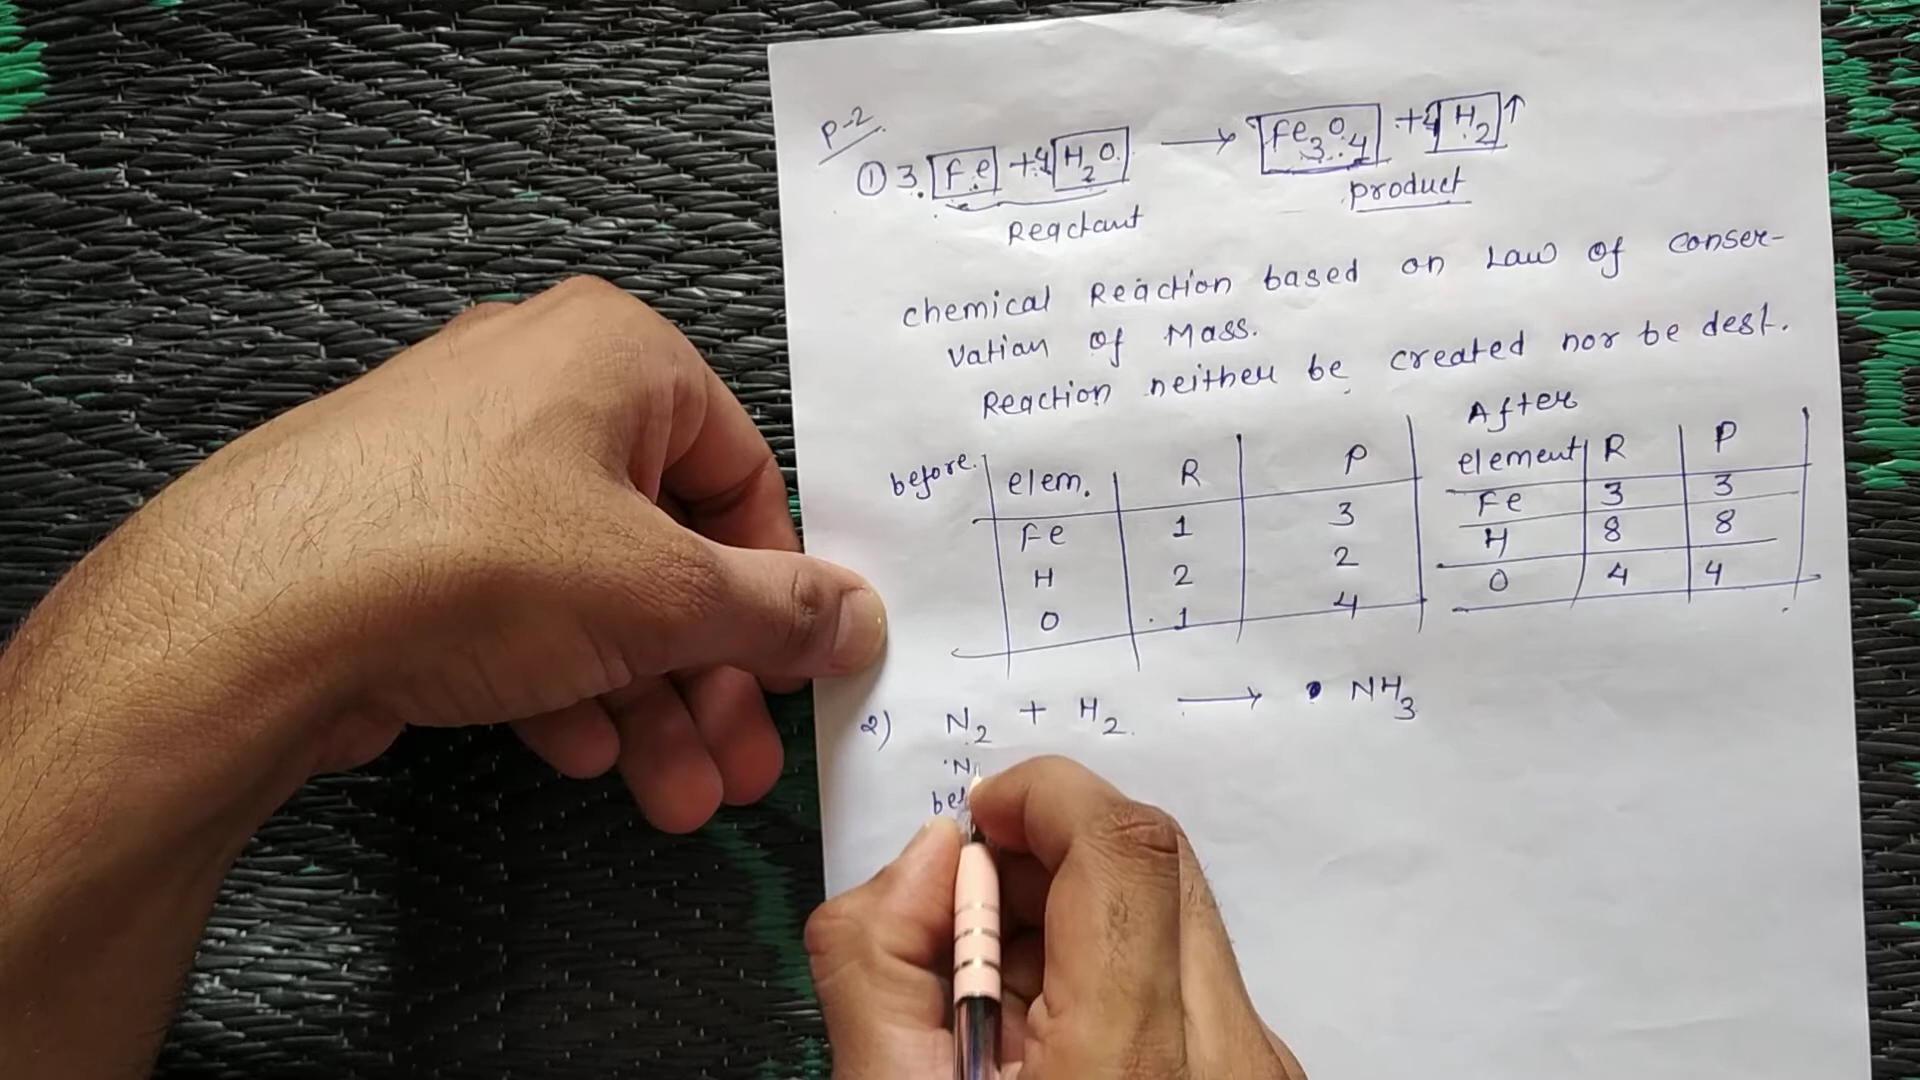 P-2
① 3 Fe + 4 H2O → Fe3O4 + 4 H2 ↑
Reactant product
chemical Reaction based on Law of conser-
vation of Mass.
Reaction neither be created nor be dest.
After
before. elem. R P element R P
Fe 1 3 Fe 3 3
H 2 2 H 8 8
O 1 4 O 4 4
2) N2 + H2 → NH3
N
bef